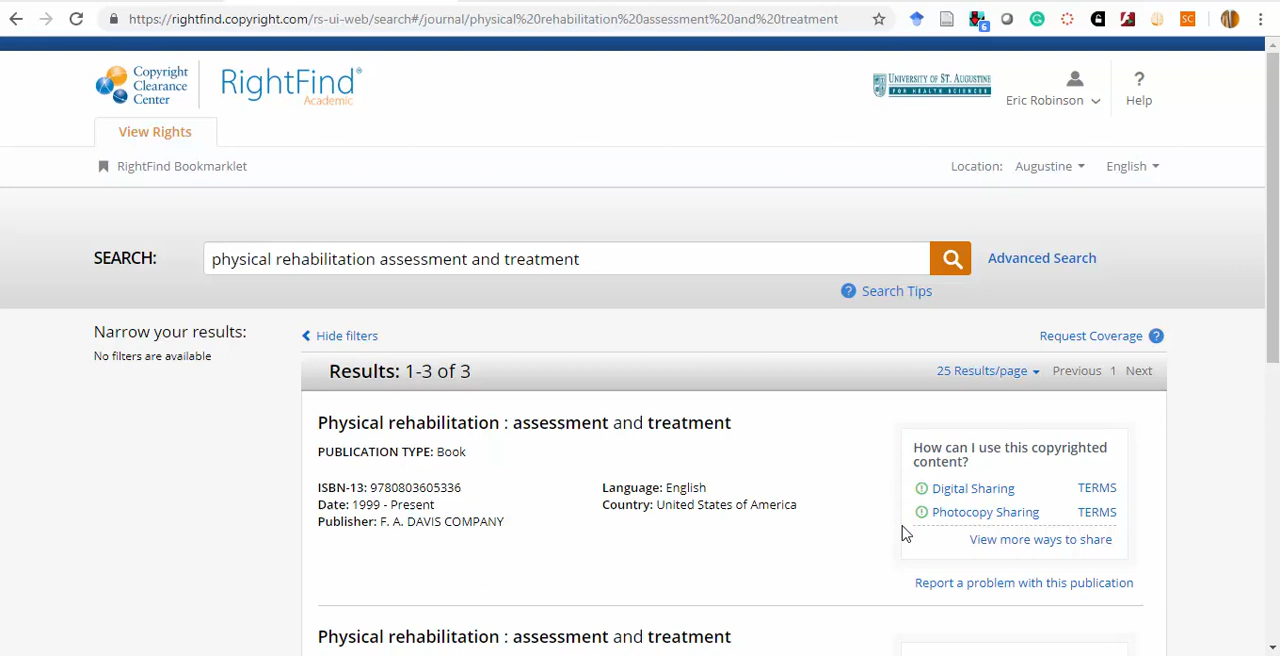 https://rightfind.copyright.com/rs-ui-web/search#/journal/physical%20rehabilitation%20assessment%20and%20treatment
6
SC
Copyright
Clearance
Center
RightFind®
Academic
UNIVERSITY OF ST. AUGUSTINE
FOR HEALTH SCIENCES
Eric Robinson
?
Help
View Rights
RightFind Bookmarklet
Location: Augustine
English
SEARCH:
physical rehabilitation assessment and treatment
Advanced Search
? Search Tips
Narrow your results:
No filters are available
Hide filters
Request Coverage ?
Results: 1-3 of 3
25 Results/page
Previous 1 Next
Physical rehabilitation : assessment and treatment
PUBLICATION TYPE: Book
ISBN-13: 9780803605336
Date: 1999 - Present
Publisher: F. A. DAVIS COMPANY
Language: English
Country: United States of America
How can I use this copyrighted
content?
Digital Sharing TERMS
Photocopy Sharing TERMS
View more ways to share
Report a problem with this publication
Physical rehabilitation : assessment and treatment